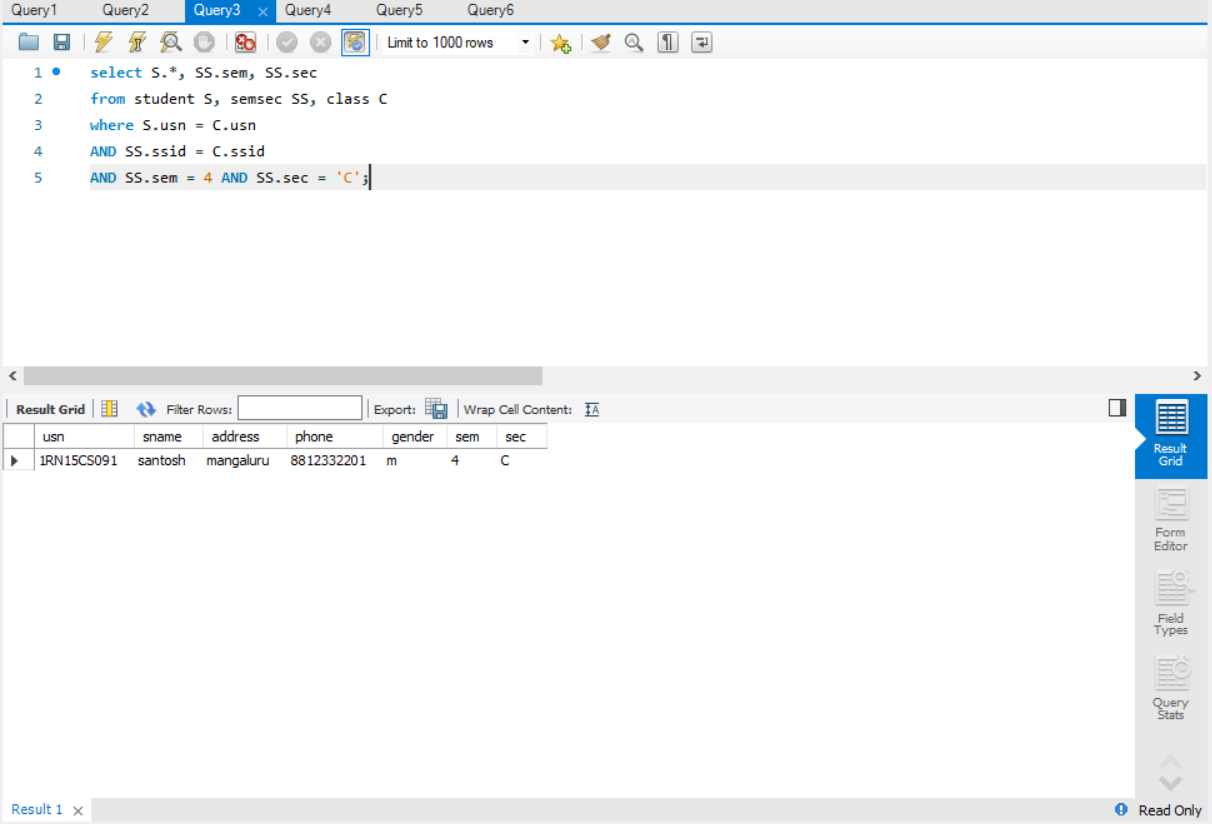 Query1 Query2 Query3 × Query4 Query5 Query6
Limit to 1000 rows
1 select S.*, SS.sem, SS.sec
2 from student S, semsec SS, class C
3 where S.usn = C.usn
4 AND SS.ssid = C.ssid
5 AND SS.sem = 4 AND SS.sec = 'C';
Result Grid Filter Rows: Export: Wrap Cell Content: IA
usn sname address phone gender sem sec
1RN15CS091 santosh mangaluru 8812332201 m 4 C
Result
Grid
Form
Editor
Field
Types
Query
Stats
Result 1 × Read Only